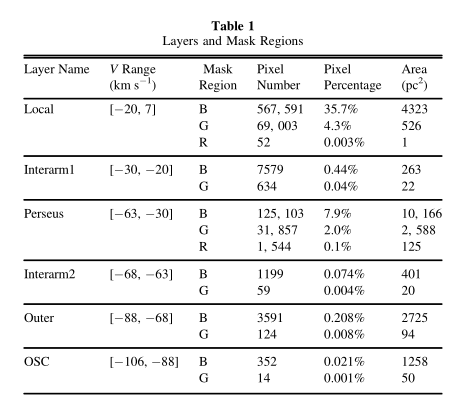 Table 1
Layers and Mask Regions
Layer Name V Range Mask Pixel Pixel Area
(km s⁻¹) Region Number Percentage (pc²)
Local [−20, 7] B 567, 591 35.7% 4323
G 69, 003 4.3% 526
R 52 0.003% 1
Interarm1 [−30, −20] B 7579 0.44% 263
G 634 0.04% 22
Perseus [−63, −30] B 125, 103 7.9% 10, 166
G 31, 857 2.0% 2, 588
R 1, 544 0.1% 125
Interarm2 [−68, −63] B 1199 0.074% 401
G 59 0.004% 20
Outer [−88, −68] B 3591 0.208% 2725
G 124 0.008% 94
OSC [−106, −88] B 352 0.021% 1258
G 14 0.001% 50